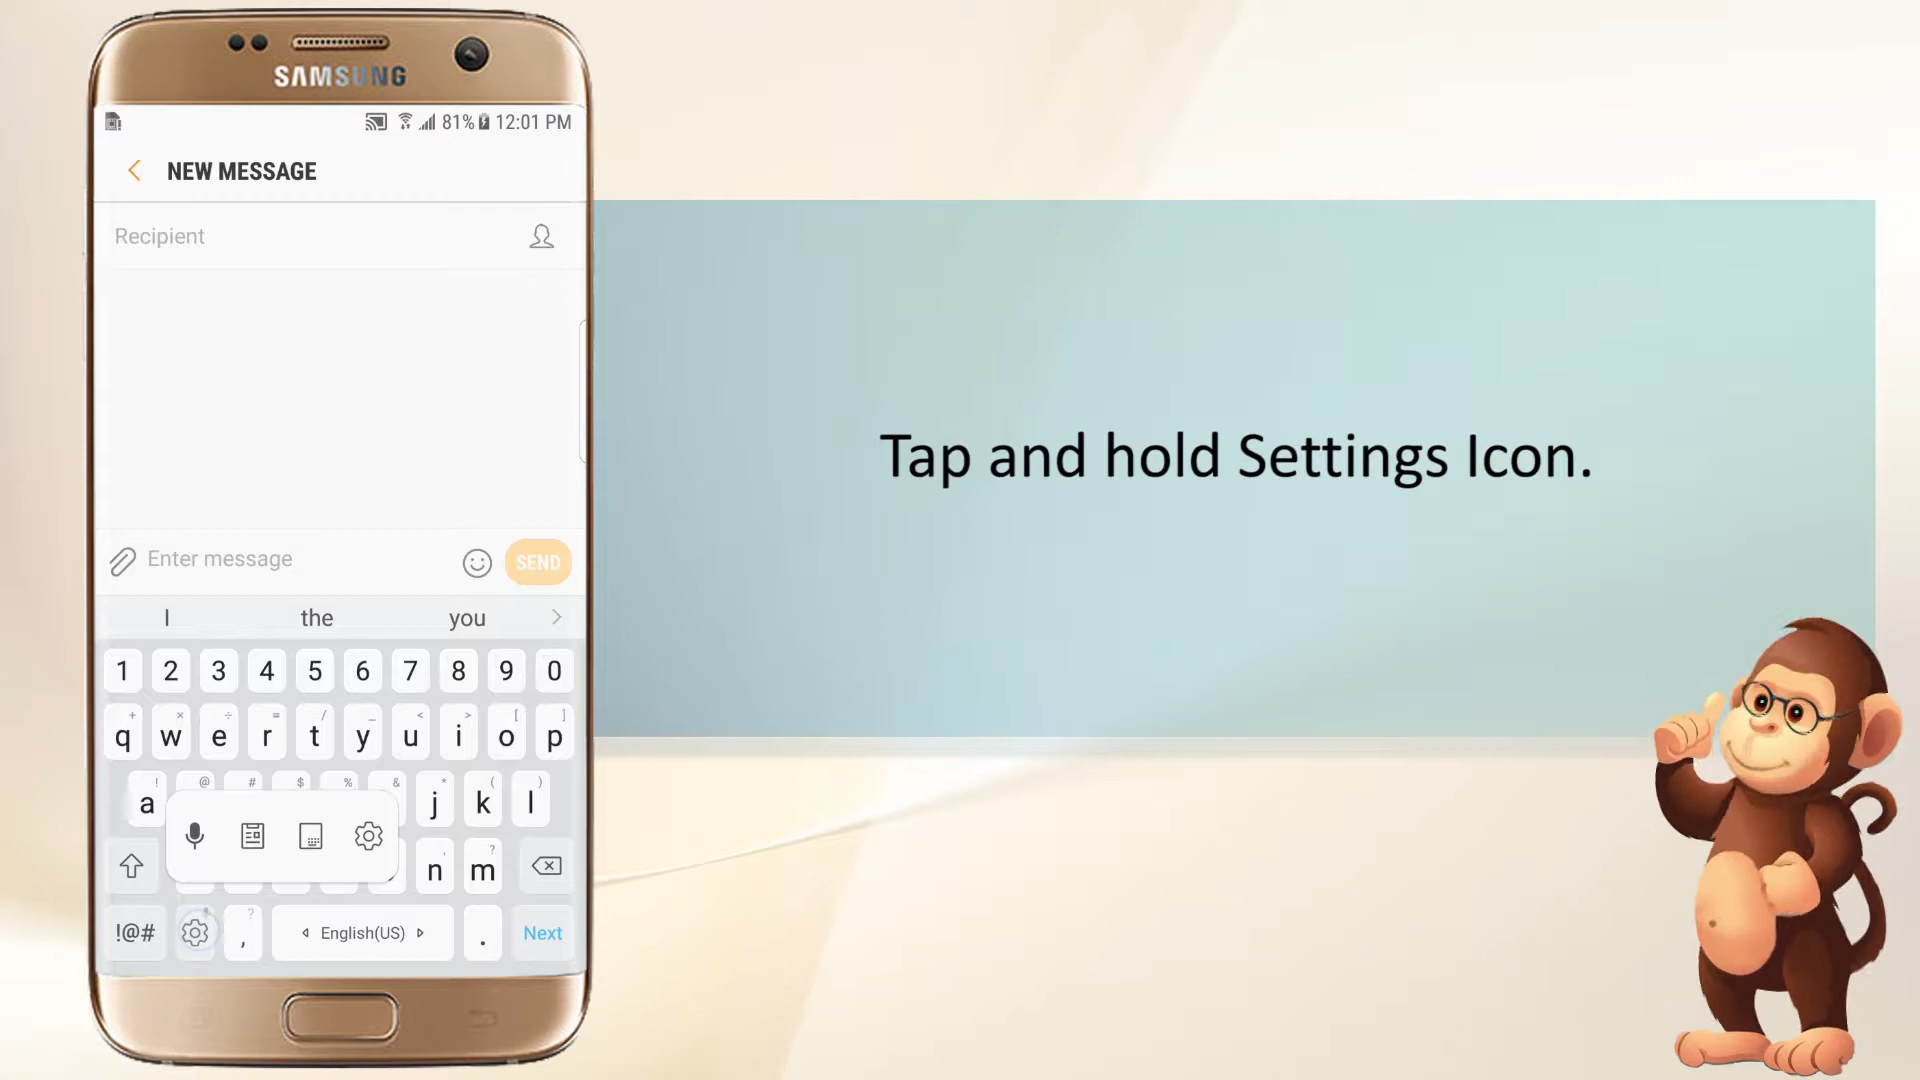 SAMSUNG
81% 12:01 PM
NEW MESSAGE
Recipient
Enter message
SEND
I the you
1 2 3 4 5 6 7 8 9 0
+ × ÷ = / _ < > [ ]
q w e r t y u i o p
! @ # $ % & * ( )
a j k l
, ?
n m
?
!@# , English(US) . Next
Tap and hold Settings Icon.